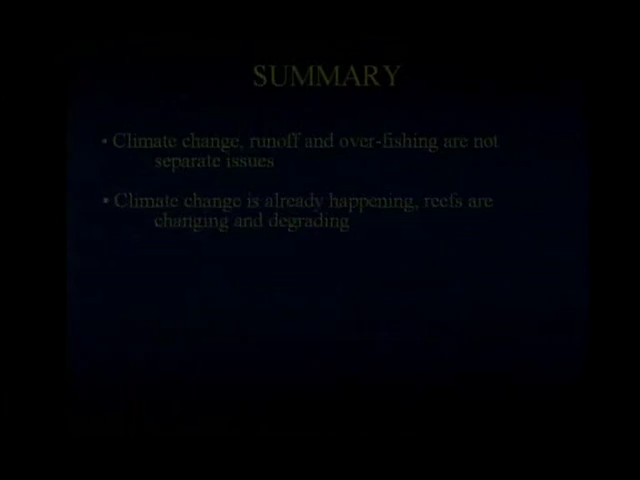 SUMMARY
• Climate change, runoff and over-fishing are not
separate issues
• Climate change is already happening, reefs are
changing and degrading